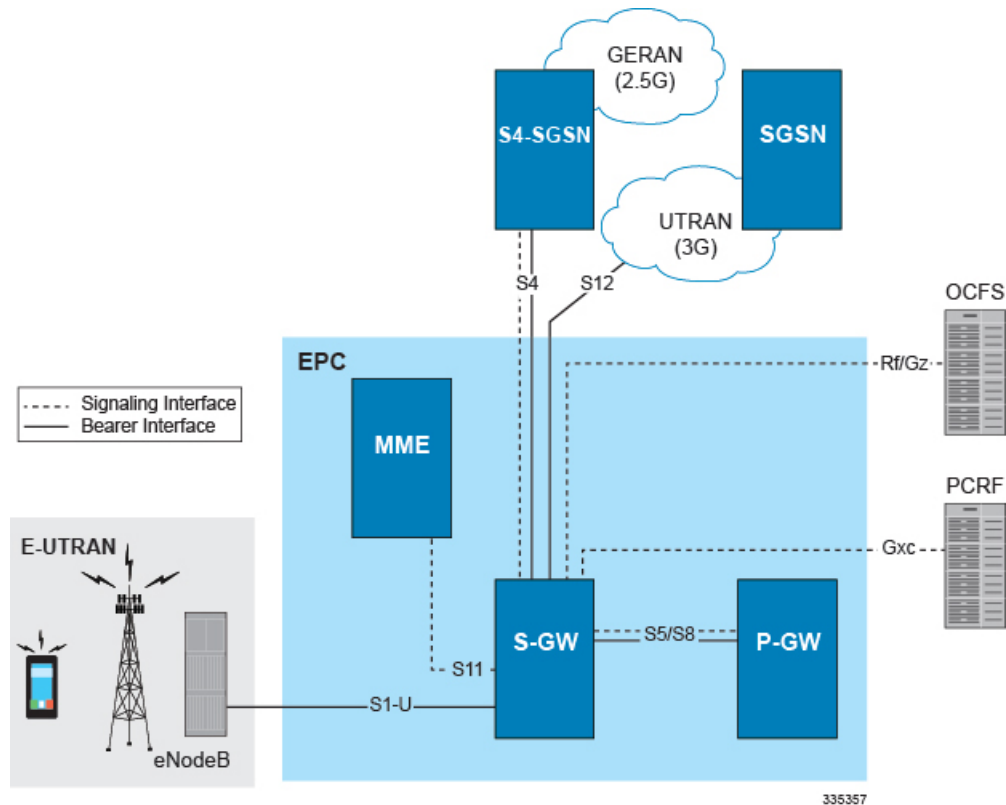 GERAN
(2.5G)
S4-SGSN
SGSN
UTRAN
(3G)
S4
S12
OCFS
EPC
Rf/Gz
Signaling Interface
Bearer Interface
MME
PCRF
E-UTRAN
Gxc
S-GW
S5/S8
P-GW
S11
S1-U
eNodeB
335357